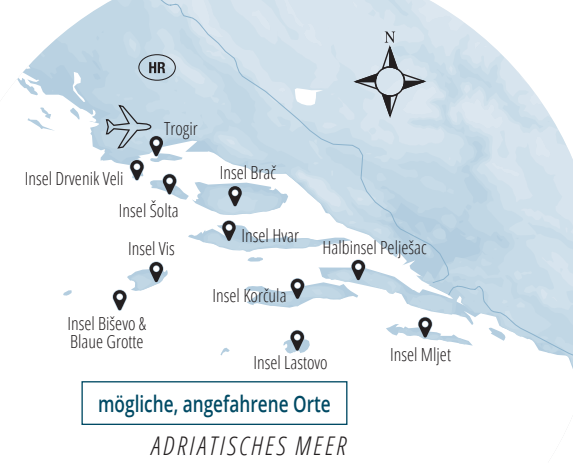 N
HR
Trogir
Insel Drvenik Veli
Insel Brač
Insel Šolta
Insel Hvar
Insel Vis
Halbinsel Pelješac
Insel Korčula
Insel Biševo &
Blaue Grotte
Insel Lastovo
Insel Mljet
mögliche, angefahrene Orte
ADRIATISCHES MEER